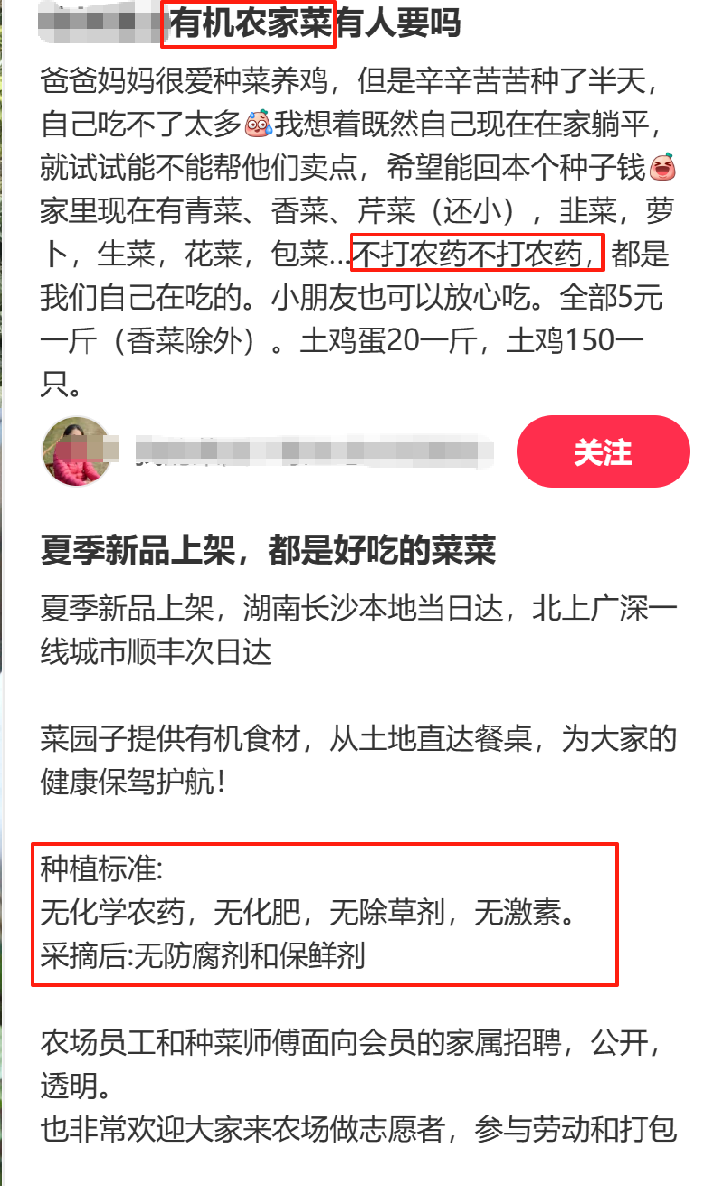 有机农家菜有人要吗
爸爸妈妈很爱种菜养鸡，但是辛辛苦苦种了半天，
自己吃不了太多我想着既然自己现在在家躺平，
就试试能不能帮他们卖点，希望能回本个种子钱
家里现在有青菜、香菜、芹菜（还小），韭菜，萝
卜，生菜，花菜，包菜...不打农药不打农药，都是
我们自己在吃的。小朋友也可以放心吃。全部5元
一斤（香菜除外）。土鸡蛋20一斤，土鸡150一
只。
关注
夏季新品上架，都是好吃的菜菜
夏季新品上架，湖南长沙本地当日达，北上广深一
线城市顺丰次日达
菜园子提供有机食材，从土地直达餐桌，为大家的
健康保驾护航！
种植标准:
无化学农药，无化肥，无除草剂，无激素。
采摘后:无防腐剂和保鲜剂
农场员工和种菜师傅面向会员的家属招聘，公开，
透明。
也非常欢迎大家来农场做志愿者，参与劳动和打包